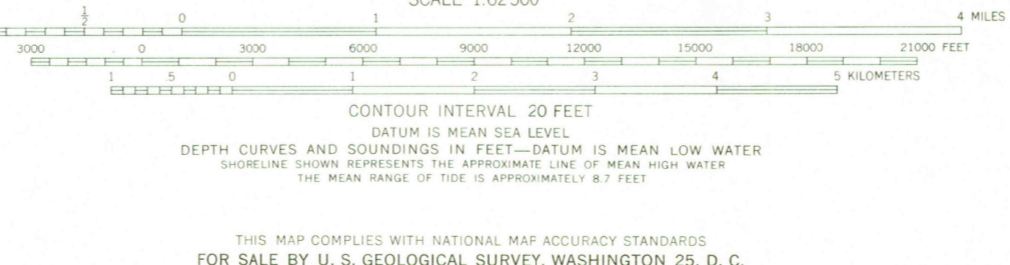 SCALE 1:62500
1/2 0 1 2 3 4 MILES
3000 0 3000 6000 9000 12000 15000 18000 21000 FEET
1 .5 0 1 2 3 4 5 KILOMETERS
CONTOUR INTERVAL 20 FEET
DATUM IS MEAN SEA LEVEL
DEPTH CURVES AND SOUNDINGS IN FEET—DATUM IS MEAN LOW WATER
SHORELINE SHOWN REPRESENTS THE APPROXIMATE LINE OF MEAN HIGH WATER
THE MEAN RANGE OF TIDE IS APPROXIMATELY 8.7 FEET
THIS MAP COMPLIES WITH NATIONAL MAP ACCURACY STANDARDS
FOR SALE BY U. S. GEOLOGICAL SURVEY, WASHINGTON 25, D. C.